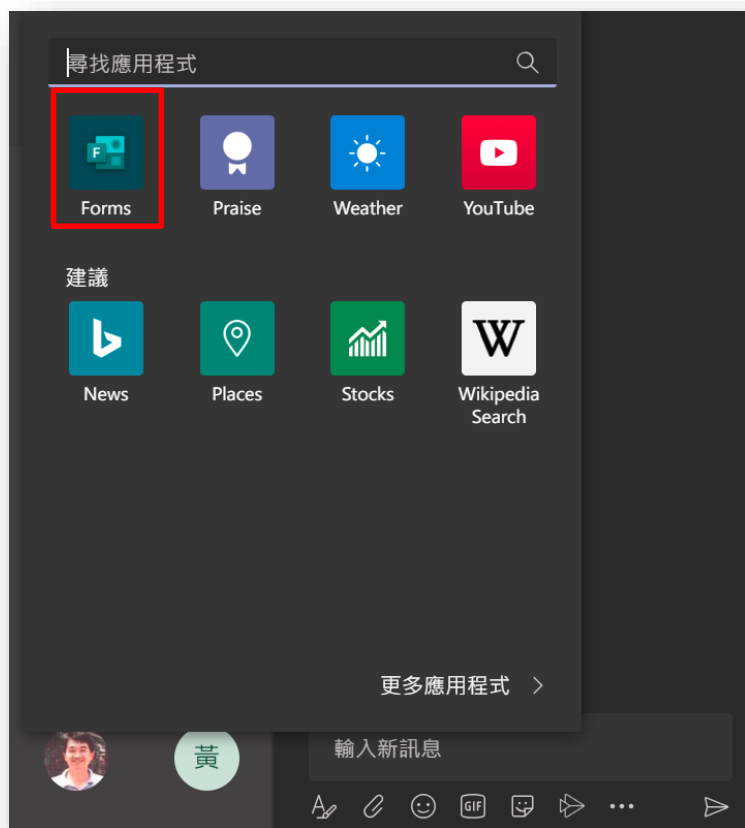 尋找應用程式
F
Forms
Praise
Weather
YouTube
建議
W
News
Places
Stocks
Wikipedia
Search
更多應用程式
黃
輸入新訊息
GIF